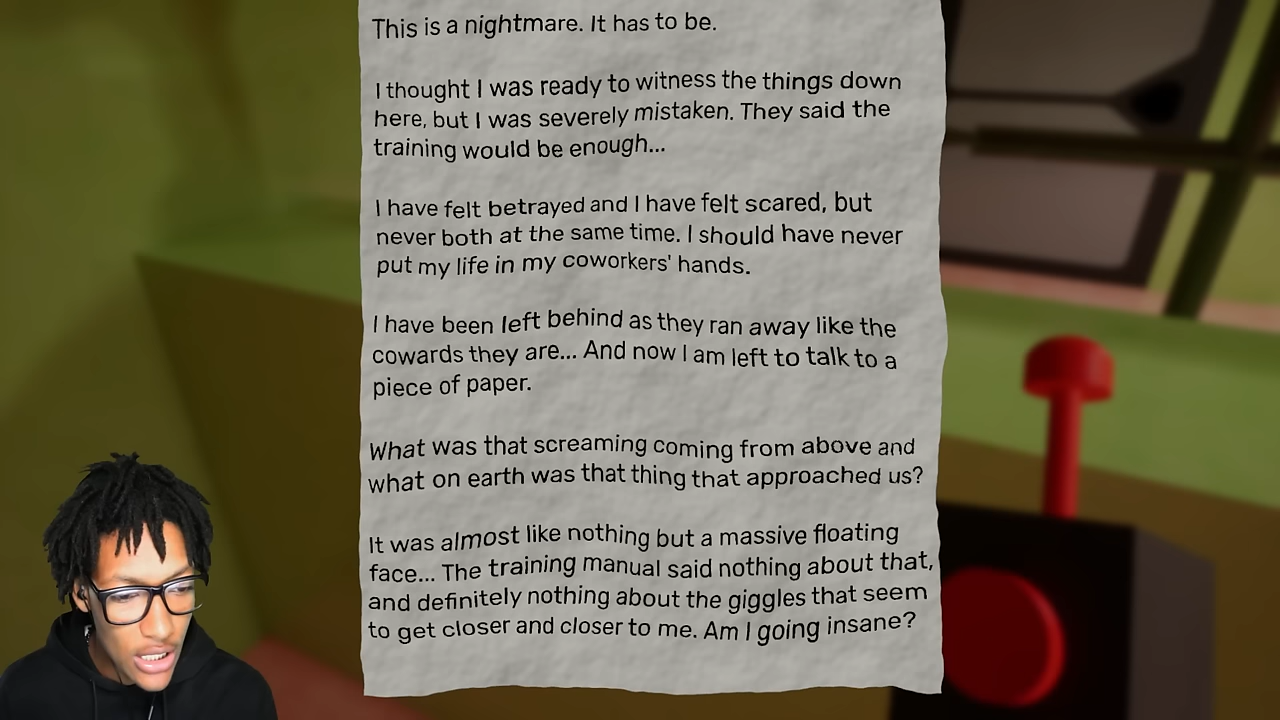 This is a nightmare. It has to be.
I thought I was ready to witness the things down
here, but I was severely mistaken. They said the
training would be enough...
I have felt betrayed and I have felt scared, but
never both at the same time. I should have never
put my life in my coworkers' hands.
I have been left behind as they ran away like the
cowards they are... And now I am left to talk to a
piece of paper.
What was that screaming coming from above and
what on earth was that thing that approached us?
It was almost like nothing but a massive floating
face... The training manual said nothing about that,
and definitely nothing about the giggles that seem
to get closer and closer to me. Am I going insane?